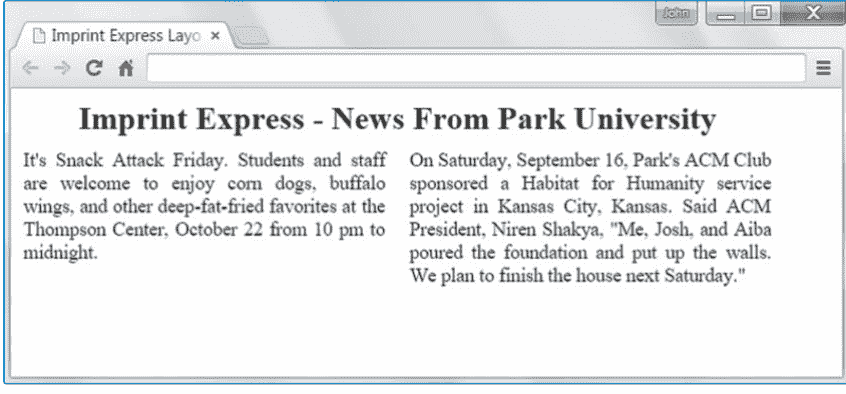 John
Imprint Express Layo
Imprint Express - News From Park University
It's Snack Attack Friday. Students and staff
are welcome to enjoy corn dogs, buffalo
wings, and other deep-fat-fried favorites at the
Thompson Center, October 22 from 10 pm to
midnight.
On Saturday, September 16, Park's ACM Club
sponsored a Habitat for Humanity service
project in Kansas City, Kansas. Said ACM
President, Niren Shakya, "Me, Josh, and Aiba
poured the foundation and put up the walls.
We plan to finish the house next Saturday."